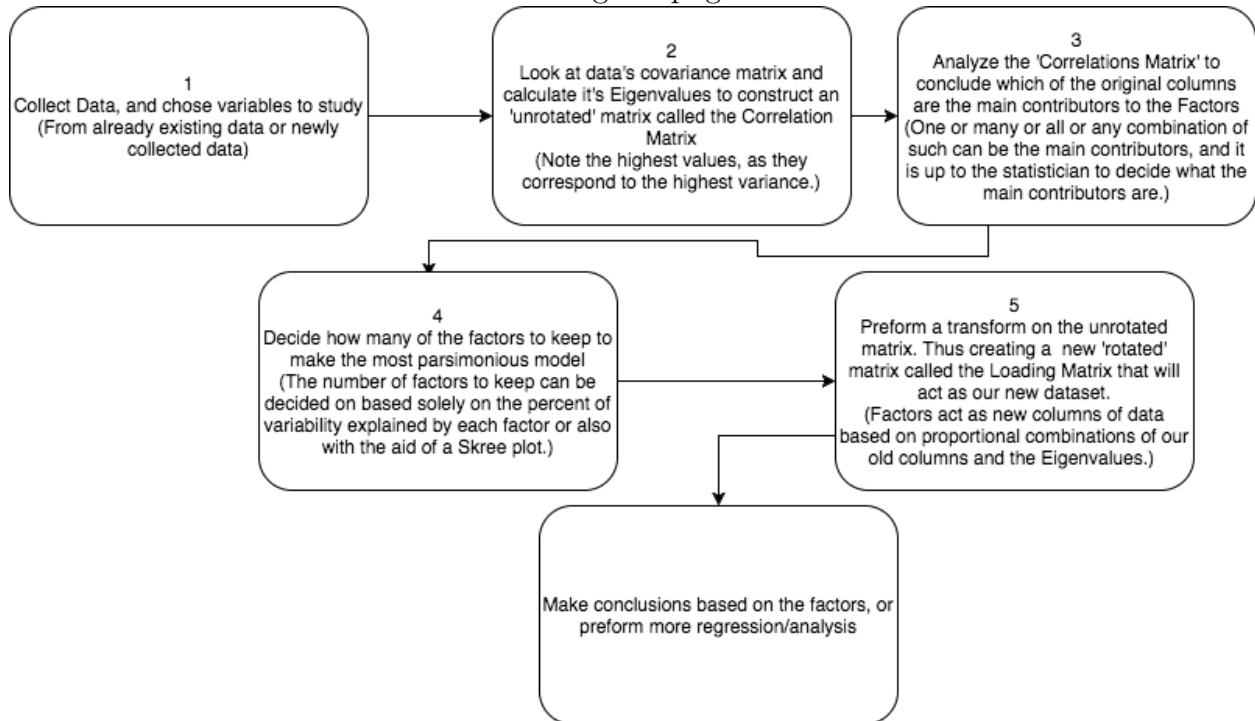 1
Collect Data, and chose variables to study
(From already existing data or newly
collected data)
2
Look at data's covariance matrix and
calculate it's Eigenvalues to construct an
'unrotated' matrix called the Correlation
Matrix
(Note the highest values, as they
correspond to the highest variance.)
3
Analyze the 'Correlations Matrix' to
conclude which of the original columns
are the main contributors to the Factors
(One or many or all or any combination of
such can be the main contributors, and it
is up to the statistician to decide what the
main contributors are.)
4
Decide how many of the factors to keep to
make the most parsimonious model
(The number of factors to keep can be
decided on based solely on the percent of
variability explained by each factor or also
with the aid of a Skree plot.)
5
Preform a transform on the unrotated
matrix. Thus creating a new 'rotated'
matrix called the Loading Matrix that will
act as our new dataset.
(Factors act as new columns of data
based on proportional combinations of our
old columns and the Eigenvalues.)
Make conclusions based on the factors, or
preform more regression/analysis